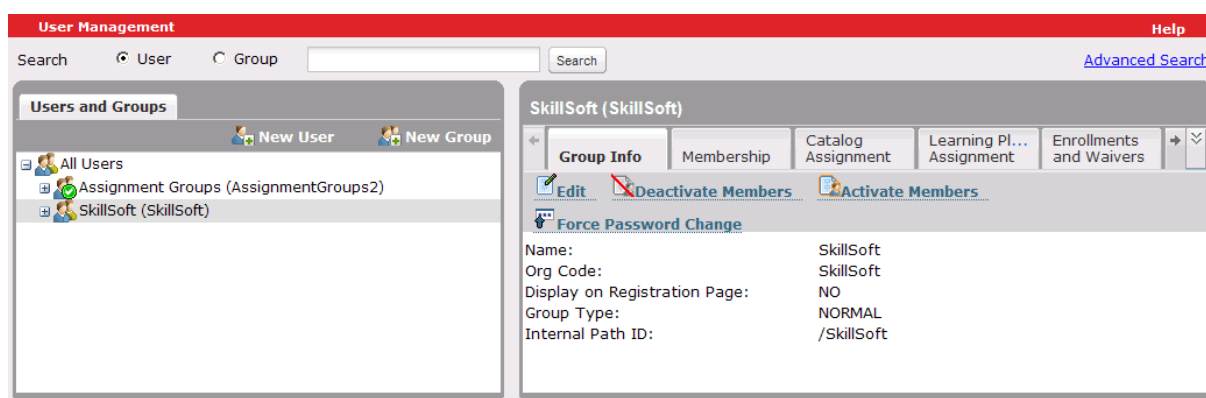 User Management
Help
Search
User
Group
Search
Advanced Search
Users and Groups
New User
New Group
All Users
Assignment Groups (AssignmentGroups2)
SkillSoft (SkillSoft)
SkillSoft (SkillSoft)
Group Info
Membership
Catalog
Assignment
Learning Pl...
Assignment
Enrollments
and Waivers
Edit
Deactivate Members
Activate Members
Force Password Change
Name: SkillSoft
Org Code: SkillSoft
Display on Registration Page: NO
Group Type: NORMAL
Internal Path ID: /SkillSoft